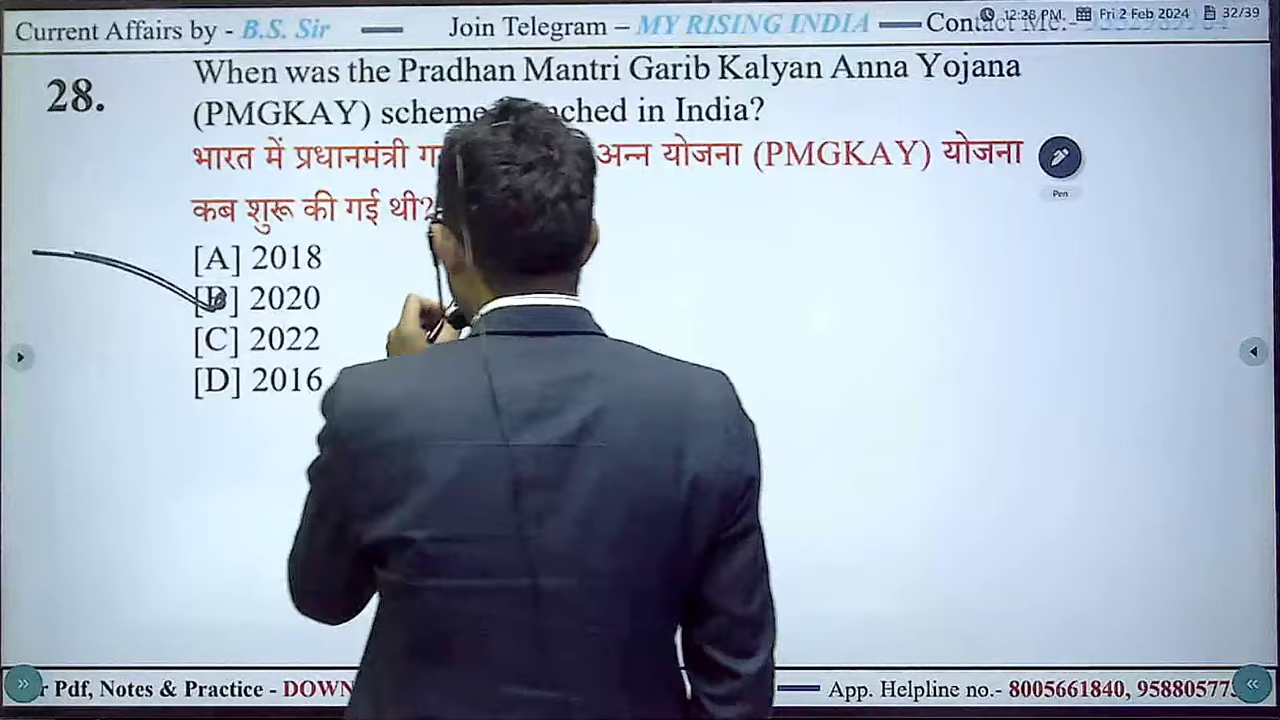 Current Affairs by - B.S. Sir
Join Telegram – MY RISING INDIA
12:28 PM
Fri 2 Feb 2024
32/39
28.
When was the Pradhan Mantri Garib Kalyan Anna Yojana
(PMGKAY) scheme ched in India?
भारत में प्रधानमंत्री ग अन्न योजना (PMGKAY) योजना
कब शुरू की गई थी?
Pen
[A] 2018
[B] 2020
[C] 2022
[D] 2016
r Pdf, Notes & Practice - DOWN
App. Helpline no.- 8005661840, 958805775